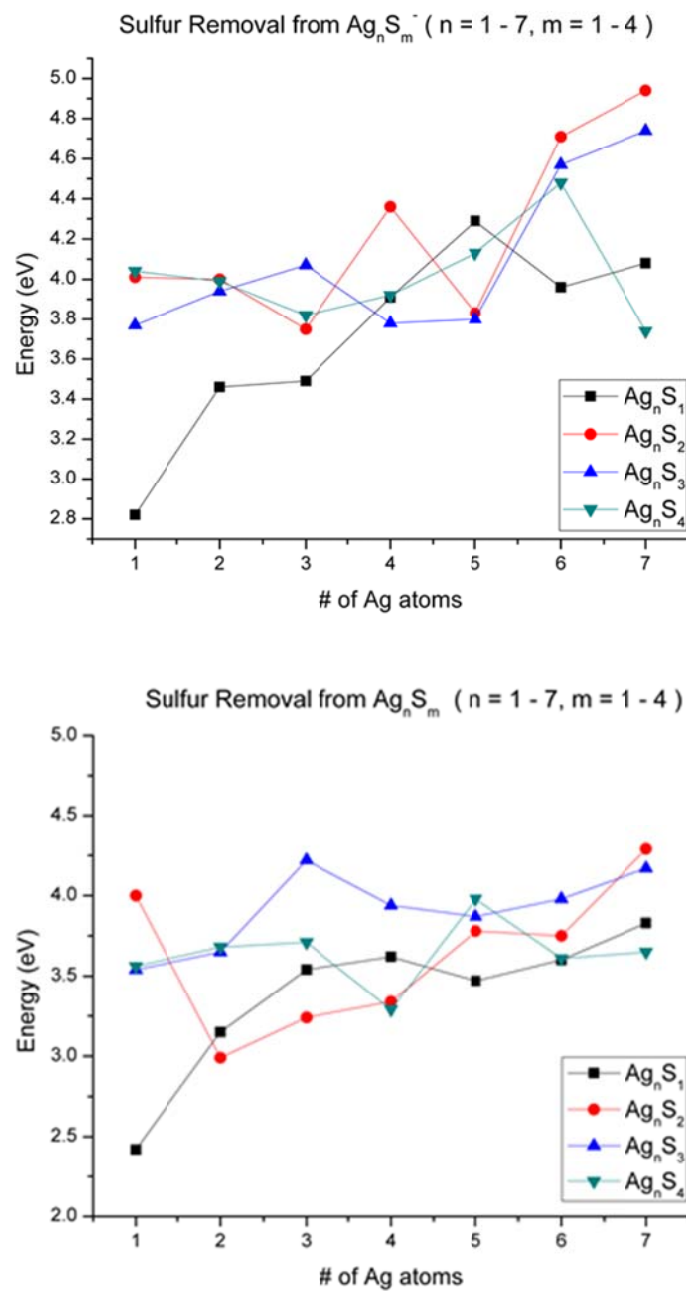 Sulfur Removal from AgₙSₘ⁻ ( n = 1 - 7, m = 1 - 4 )
5.0
4.8
4.6
4.4
4.2
4.0
3.8
3.6
3.4
3.2
3.0
2.8
Energy (eV)
AgₙS₁
AgₙS₂
AgₙS₃
AgₙS₄
1 2 3 4 5 6 7
# of Ag atoms
Sulfur Removal from AgₙSₘ ( n = 1 - 7, m = 1 - 4 )
5.0
4.5
4.0
3.5
3.0
2.5
2.0
Energy (eV)
AgₙS₁
AgₙS₂
AgₙS₃
AgₙS₄
1 2 3 4 5 6 7
# of Ag atoms